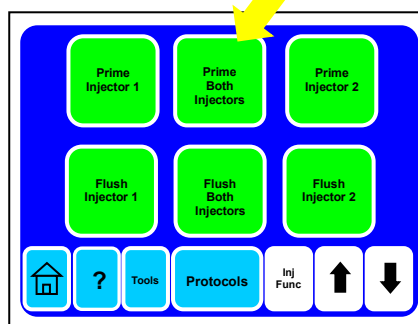 Prime
Injector 1
Prime
Both
Injectors
Prime
Injector 2
Flush
Injector 1
Flush
Both
Injectors
Flush
Injector 2
?
Tools
Protocols
Inj
Func